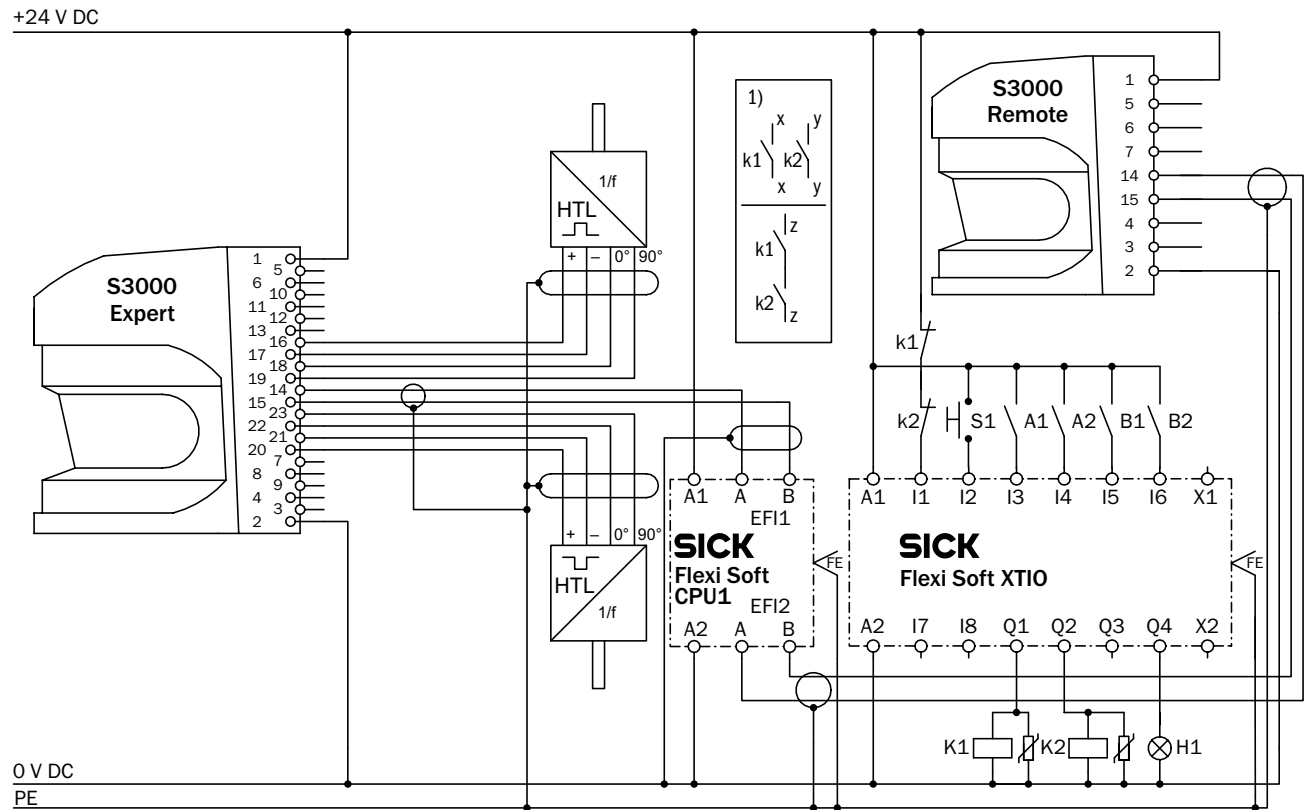 +24 V DC
S3000
Remote
1
5
6
7
14
15
4
3
2
1)
x y
k1 k2
x y
z
k1
k2
z
1/f
HTL
+ – 0° 90°
S3000
Expert
1
5
6
10
11
12
13
16
17
18
19
14
15
23
22
21
20
7
8
9
4
3
2
k1
k2 S1 A1 A2 B1 B2
+ – 0° 90°
HTL
1/f
A1 A B
EFI1
SICK
Flexi Soft
CPU1
EFI2
A2 A B
FE
A1 I1 I2 I3 I4 I5 I6 X1
SICK
Flexi Soft XTIO
FE
A2 I7 I8 Q1 Q2 Q3 Q4 X2
K1 K2 H1
0 V DC
PE